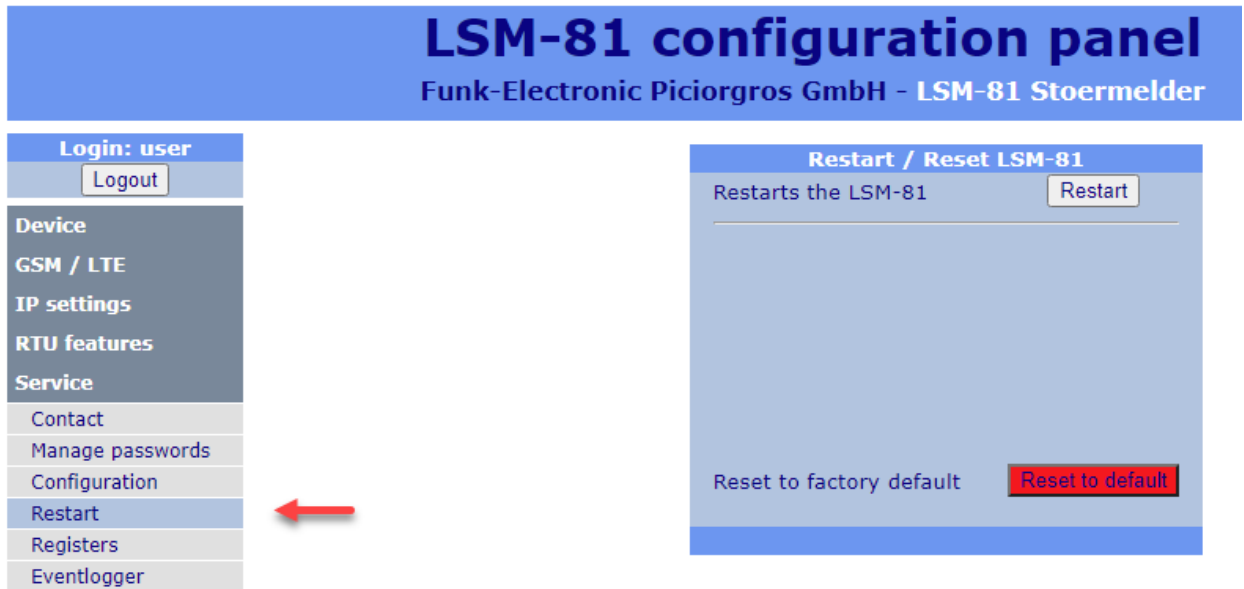 LSM-81 configuration panel
Funk-Electronic Piciorgros GmbH - LSM-81 Stoermelder
Login: user
Logout
Device
GSM / LTE
IP settings
RTU features
Service
Contact
Manage passwords
Configuration
Restart
Registers
Eventlogger
Restart / Reset LSM-81
Restarts the LSM-81 Restart
Reset to factory default Reset to default